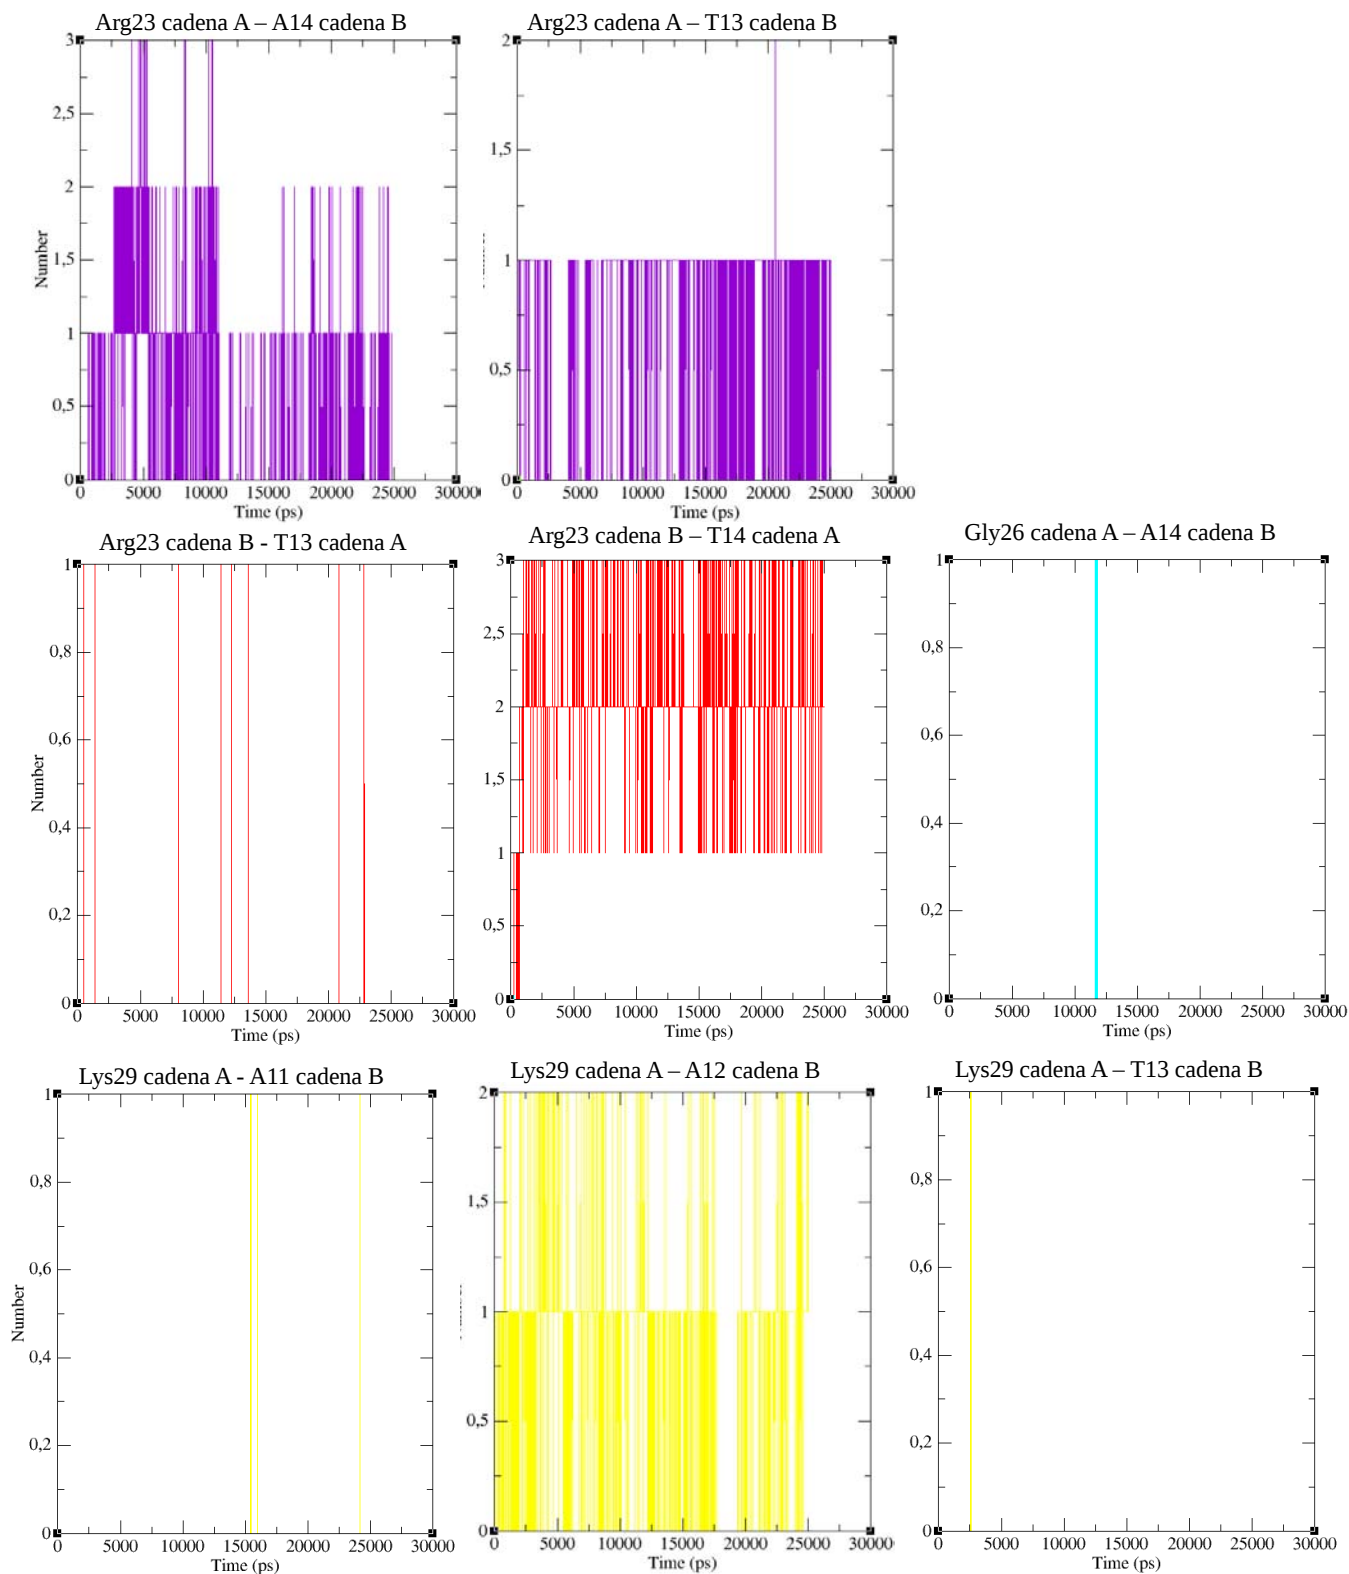 Arg23 cadena A – A14 cadena B
3
2,5
2
1,5
1
0,5
0
Number
0 5000 10000 15000 20000 25000 30000
Time (ps)
Arg23 cadena A – T13 cadena B
2
1,5
1
0,5
0
0 5000 10000 15000 20000 25000 30000
Time (ps)
Arg23 cadena B - T13 cadena A
1
0,8
0,6
0,4
0,2
0
Number
0 5000 10000 15000 20000 25000 30000
Time (ps)
Arg23 cadena B – T14 cadena A
3
2,5
2
1,5
1
0,5
0
0 5000 10000 15000 20000 25000 30000
Time (ps)
Gly26 cadena A – A14 cadena B
1
0,8
0,6
0,4
0,2
0
0 5000 10000 15000 20000 25000 30000
Time (ps)
Lys29 cadena A - A11 cadena B
1
0,8
0,6
0,4
0,2
0
Number
0 5000 10000 15000 20000 25000 30000
Time (ps)
Lys29 cadena A – A12 cadena B
2
1,5
1
0,5
0
0 5000 10000 15000 20000 25000 30000
Time (ps)
Lys29 cadena A – T13 cadena B
1
0,8
0,6
0,4
0,2
0
0 5000 10000 15000 20000 25000 30000
Time (ps)